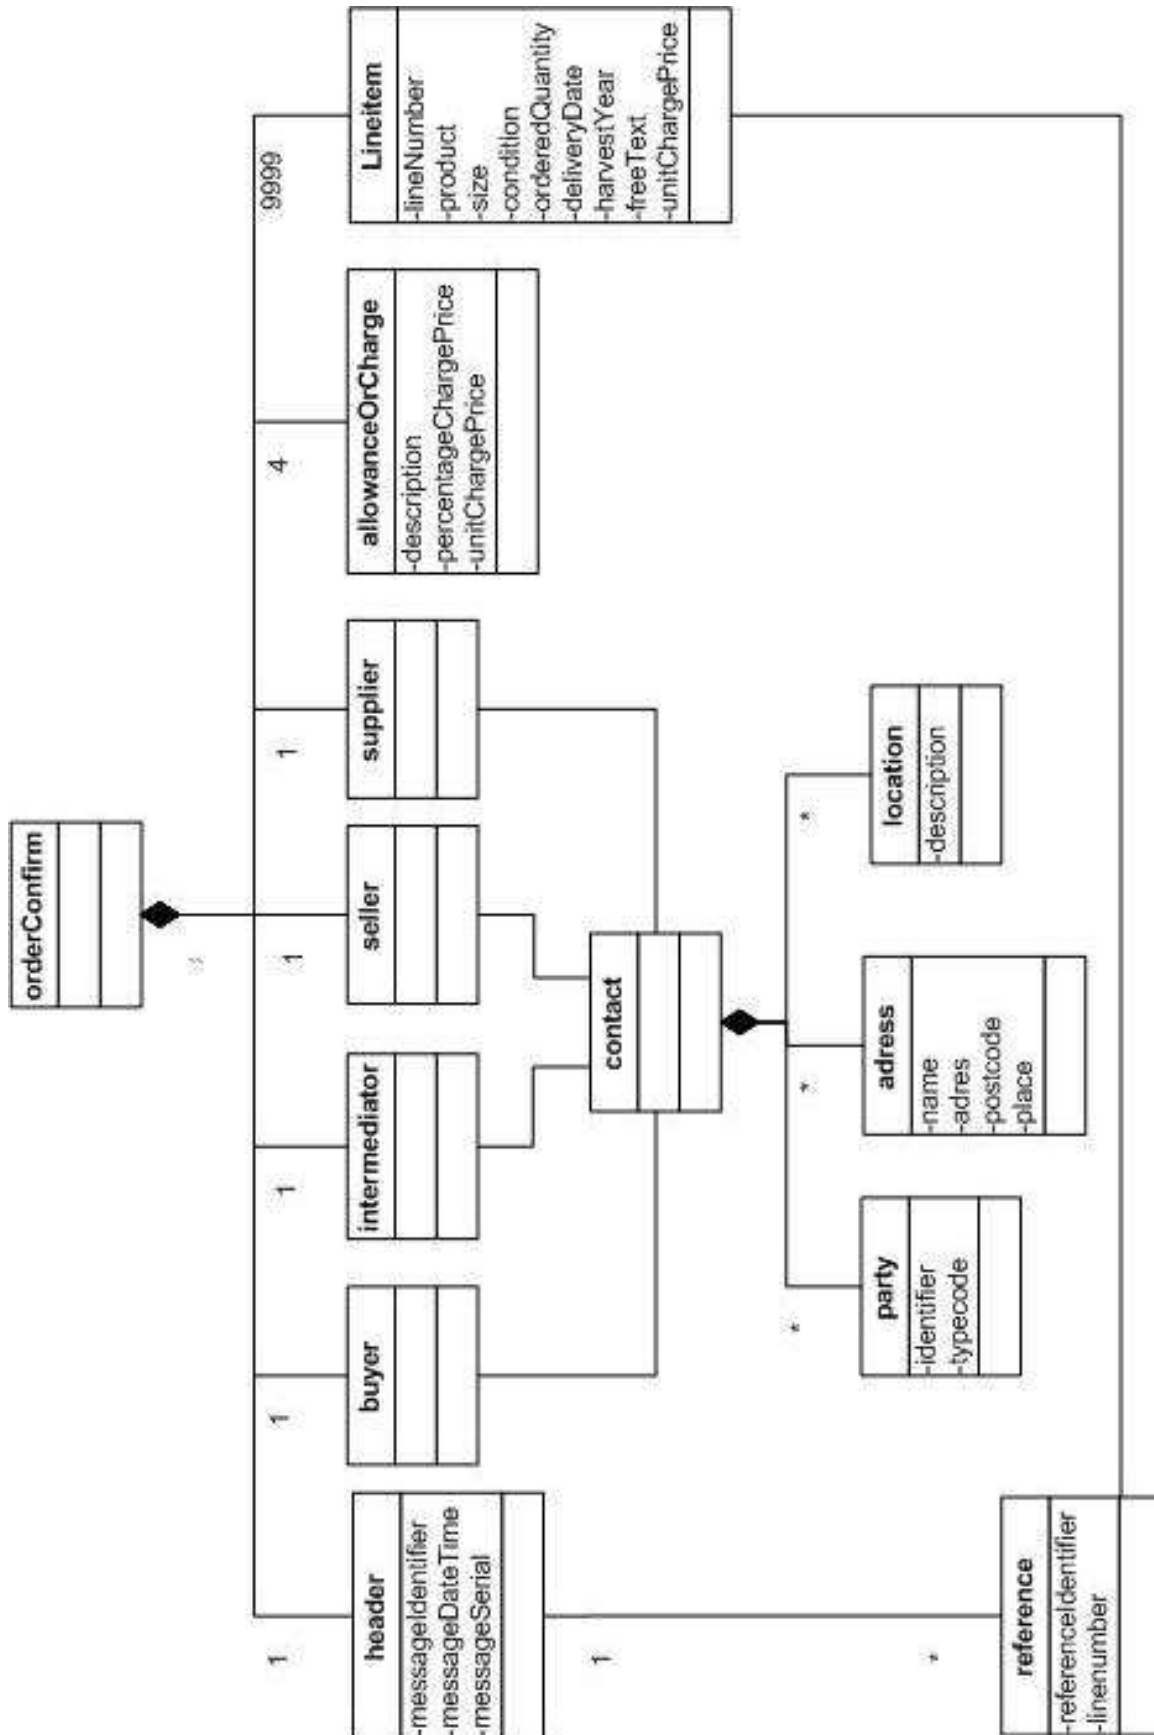 orderConfirm
1
1
1
1
1
4
9999
header
-messageIdentifier
-messageDateTime
-messageSerial
buyer
intermediator
seller
supplier
allowanceOrCharge
-description
-percentageChargePrice
-unitChargePrice
Lineitem
-lineNumber
-product
-size
-condition
-orderedQuantity
-deliveryDate
-harvestYear
-freeText
-unitChargePrice
contact
1
*
*
*
*
party
-identifier
-typecode
adress
-name
-adres
-postcode
-place
location
-description
reference
-referenceIdentifier
-linenumber